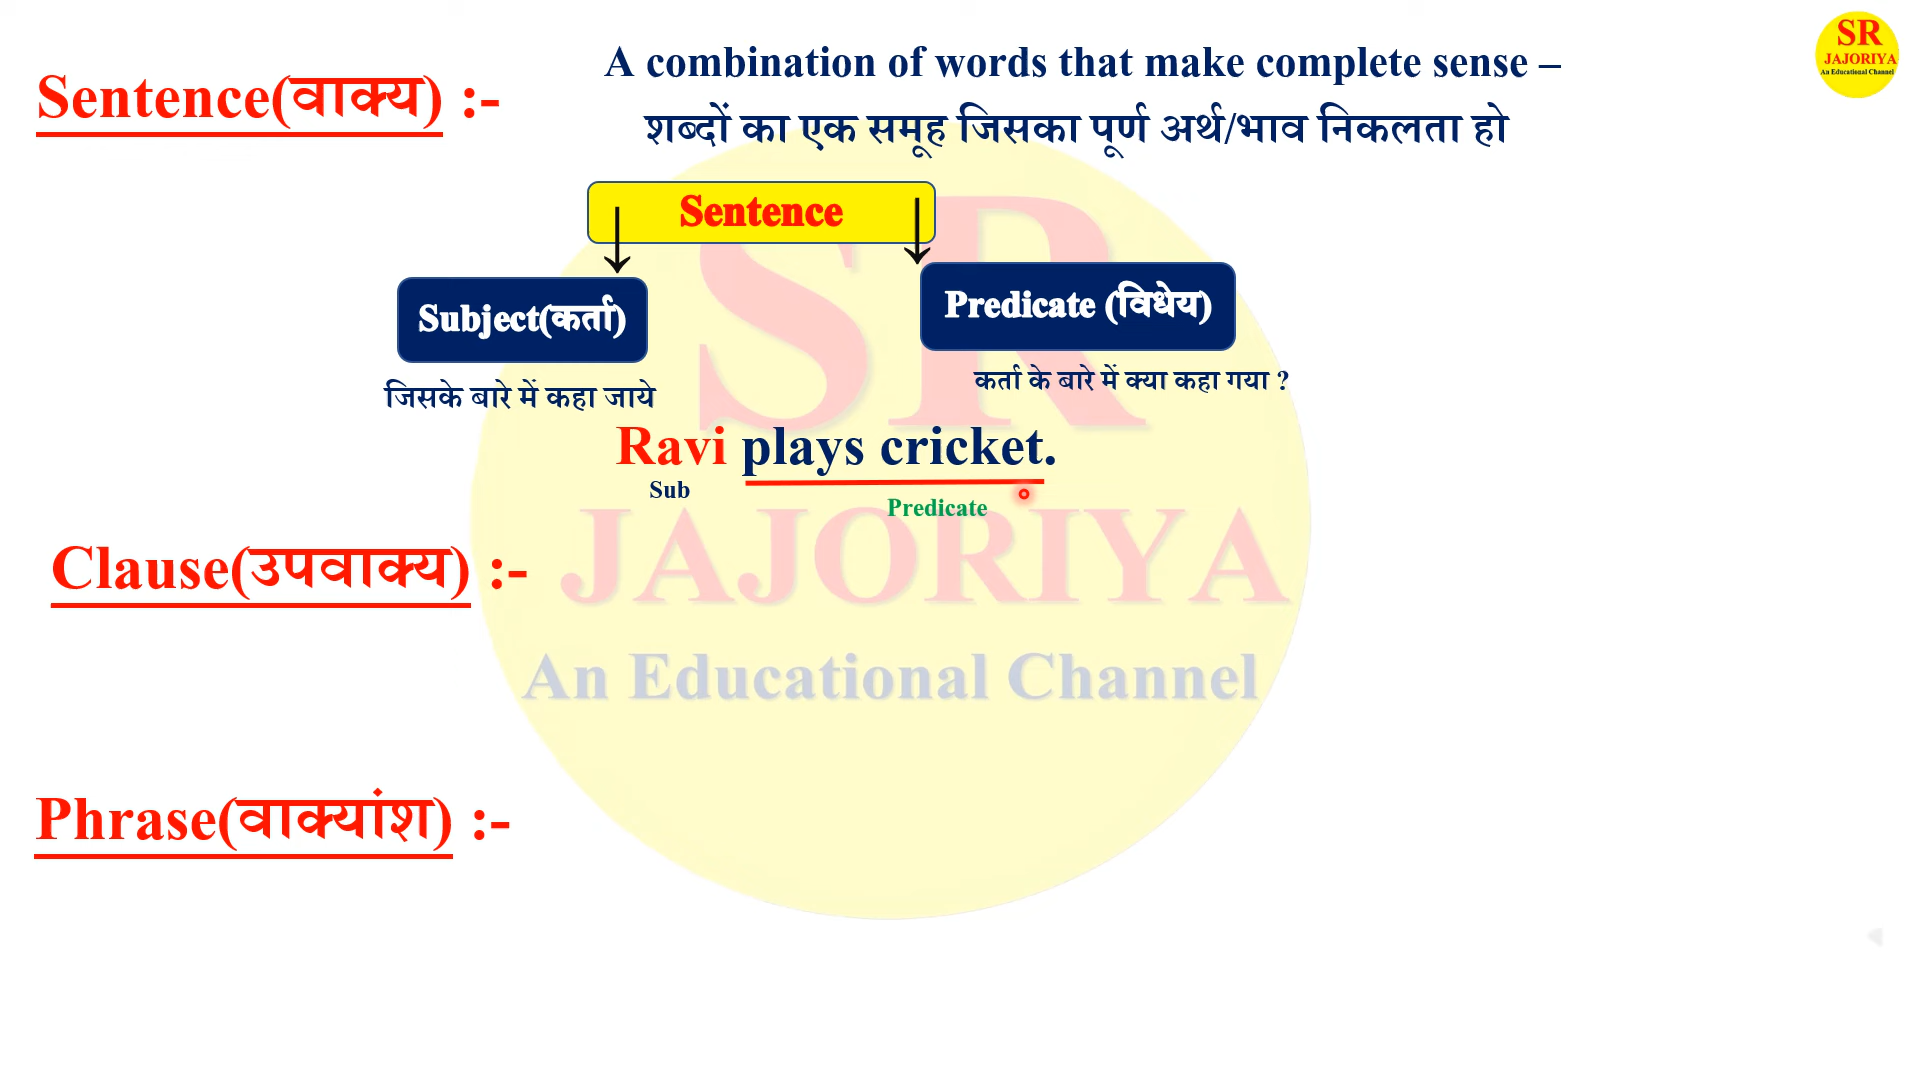 SR
JAJORIYA
An Educational Channel
A combination of words that make complete sense –
Sentence(वाक्य) :-
शब्दों का एक समूह जिसका पूर्ण अर्थ/भाव निकलता हो
Sentence
Subject(कर्ता)
Predicate (विधेय)
जिसके बारे में कहा जाये
कर्ता के बारे में क्या कहा गया ?
Ravi plays cricket.
Sub
Predicate
Clause(उपवाक्य) :-
Phrase(वाक्यांश) :-
SR
JAJORIYA
An Educational Channel